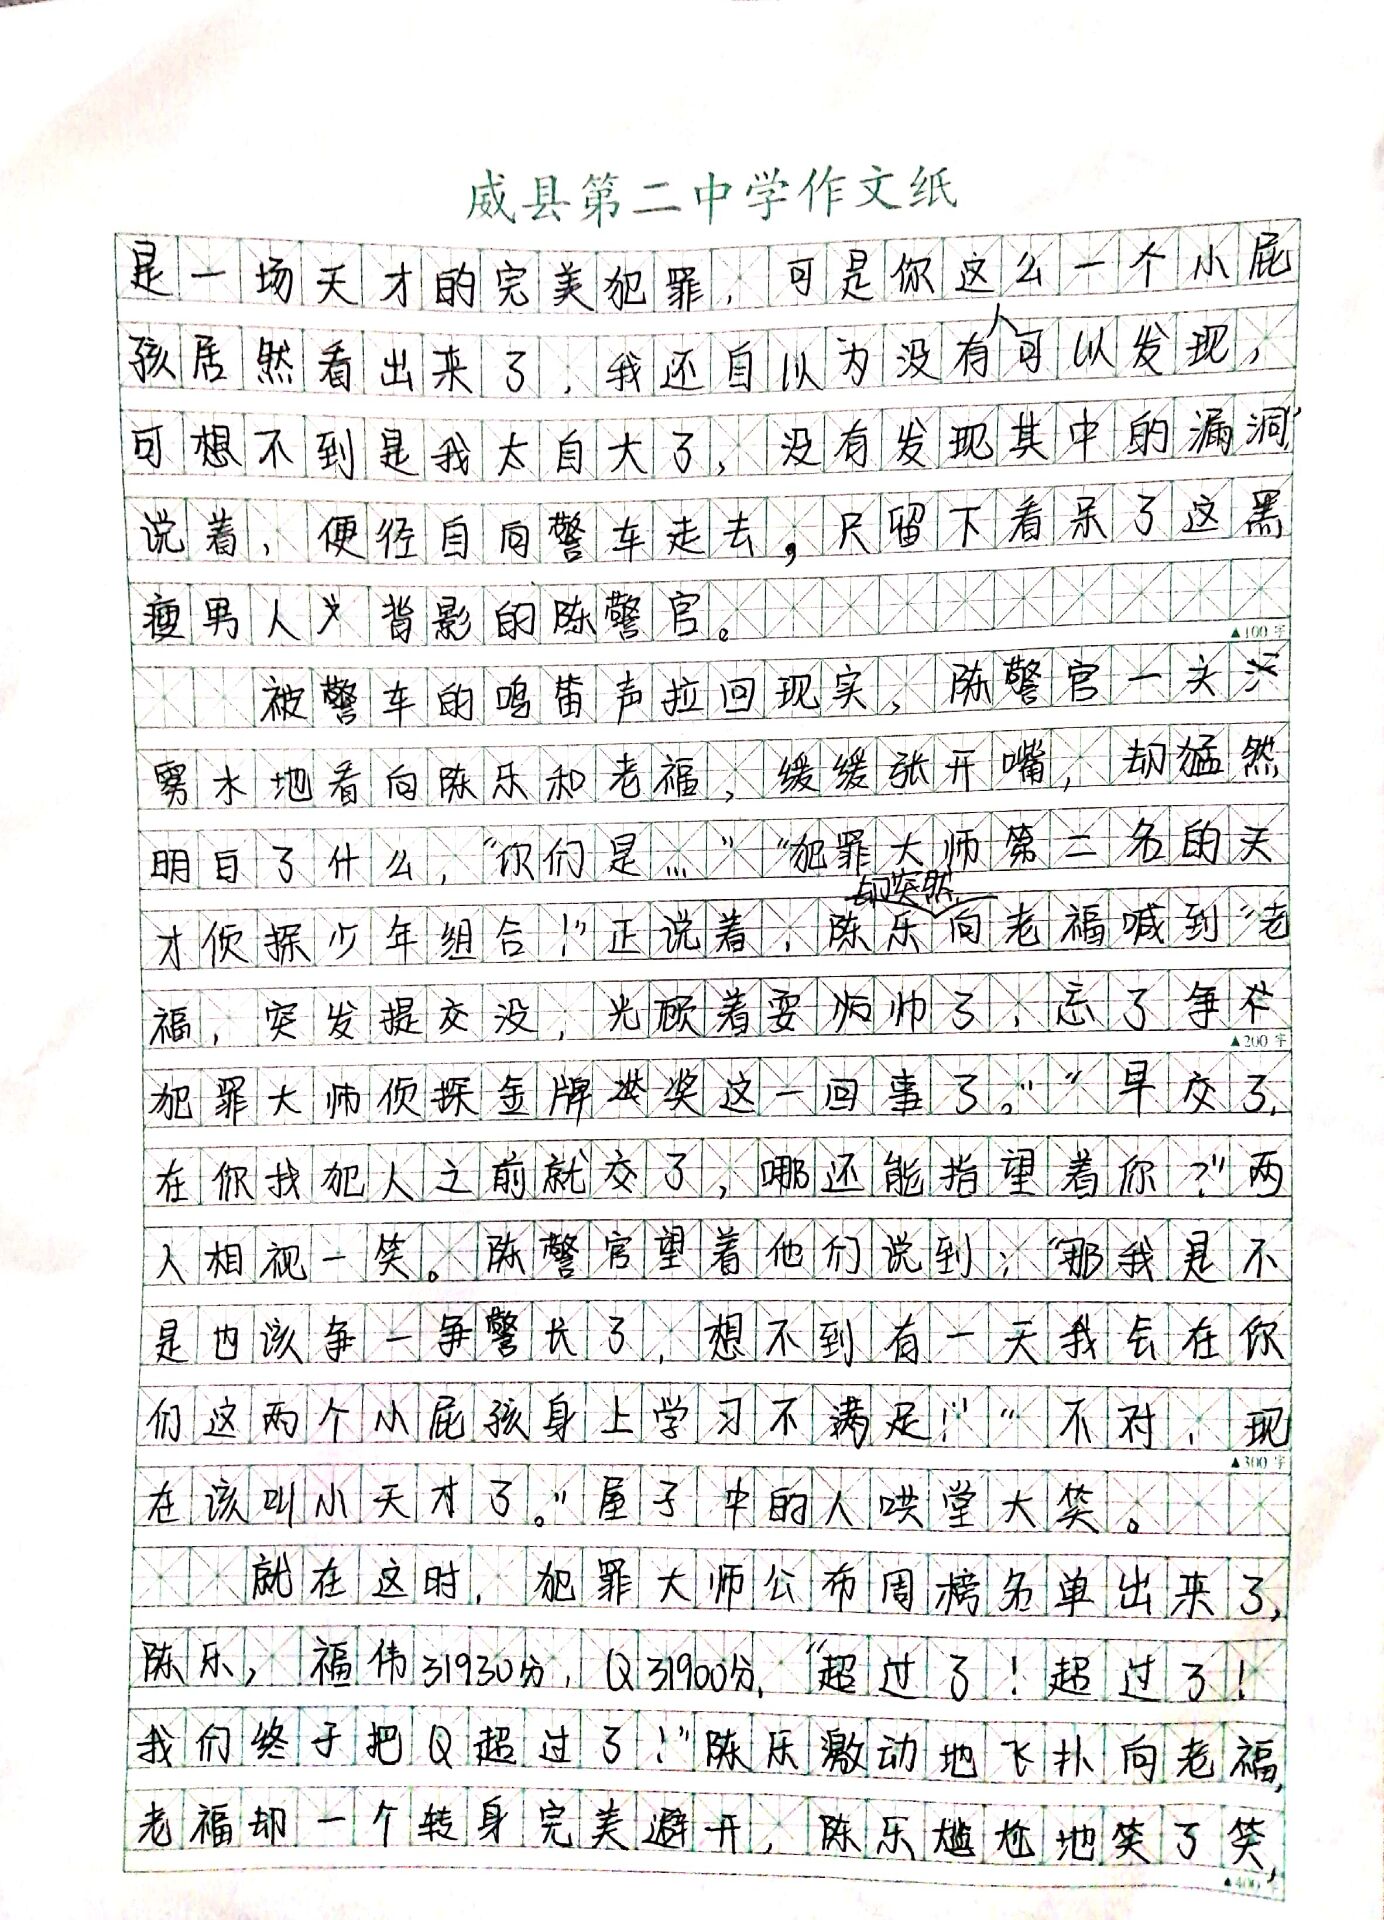 威县第二中学作文纸
是一场天才的完美犯罪，可是你这么一个小屁
孩居然看出来了，我还自以为没有人可以发现，
可想不到是我太自大了，没有发现其中的漏洞”
说着，便径自向警车走去，只留下看呆了这黑
瘦男人背影的陈警官。
▲100字
被警车的鸣笛声拉回现实，陈警官一头
雾水地看向陈乐和老福，缓缓张开嘴，却猛然
明白了什么，“你们是…”“犯罪大师第二名的天
才侦探少年组合！”正说着，陈乐却突然向老福喊到“老
福，突发提交没，光顾着耍帅了，忘了争
▲200字
犯罪大师侦探金牌奖这一回事了。”“早交了，
在你找犯人之前就交了，哪还能指望着你？”两
人相视一笑。陈警官望着他们说到：“那我是不
是也该争一争警长了，想不到有一天我会在你
们这两个小屁孩身上学习不满足！”“不对，现
▲300字
在该叫小天才了。”屋子中的人哄堂大笑。
就在这时，犯罪大师公布周榜名单出来了，
陈乐，福伟31930分，Q31900分，“超过了！超过了！
我们终于把Q超过了！”陈乐激动地飞扑向老福，
老福却一个转身完美避开，陈乐尴尬地笑了笑，
▲400字